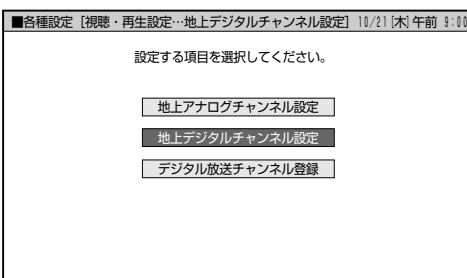 ■各種設定［視聴・再生設定…地上デジタルチャンネル設定］10/21[木]午前 9:00
設定する項目を選択してください。
地上アナログチャンネル設定
地上デジタルチャンネル設定
デジタル放送チャンネル登録